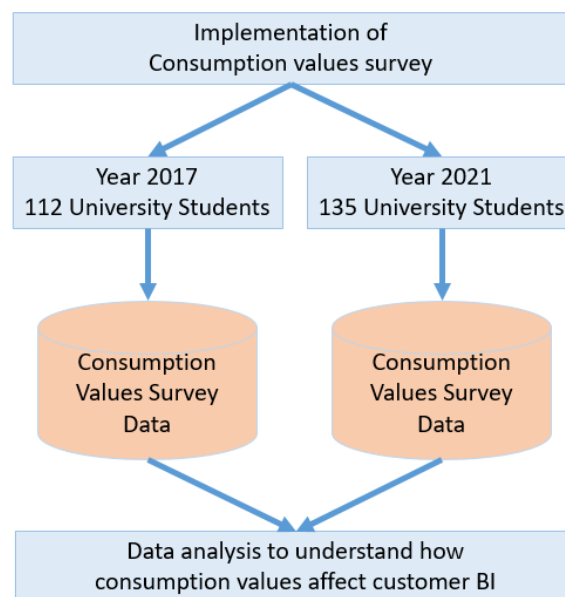 Implementation of
Consumption values survey
Year 2017
112 University Students
Year 2021
135 University Students
Consumption
Values Survey
Data
Consumption
Values Survey
Data
Data analysis to understand how
consumption values affect customer BI